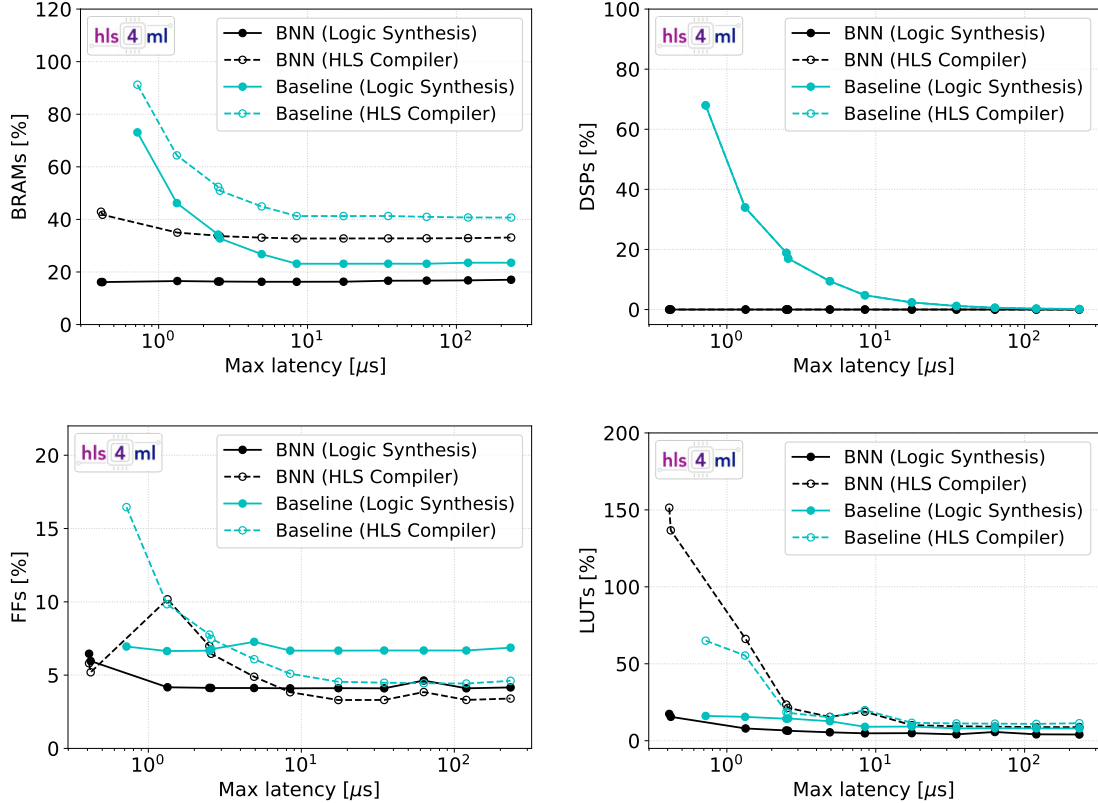 120
100
80
60
40
20
0
BRAMs [%]
hls 4 ml
BNN (Logic Synthesis)
BNN (HLS Compiler)
Baseline (Logic Synthesis)
Baseline (HLS Compiler)
10⁰
10¹
10²
Max latency [μs]
100
80
60
40
20
0
DSPs [%]
hls 4 ml
BNN (Logic Synthesis)
BNN (HLS Compiler)
Baseline (Logic Synthesis)
Baseline (HLS Compiler)
10⁰
10¹
10²
Max latency [μs]
20
15
10
5
0
FFs [%]
hls 4 ml
BNN (Logic Synthesis)
BNN (HLS Compiler)
Baseline (Logic Synthesis)
Baseline (HLS Compiler)
10⁰
10¹
10²
Max latency [μs]
200
150
100
50
0
LUTs [%]
hls 4 ml
BNN (Logic Synthesis)
BNN (HLS Compiler)
Baseline (Logic Synthesis)
Baseline (HLS Compiler)
10⁰
10¹
10²
Max latency [μs]